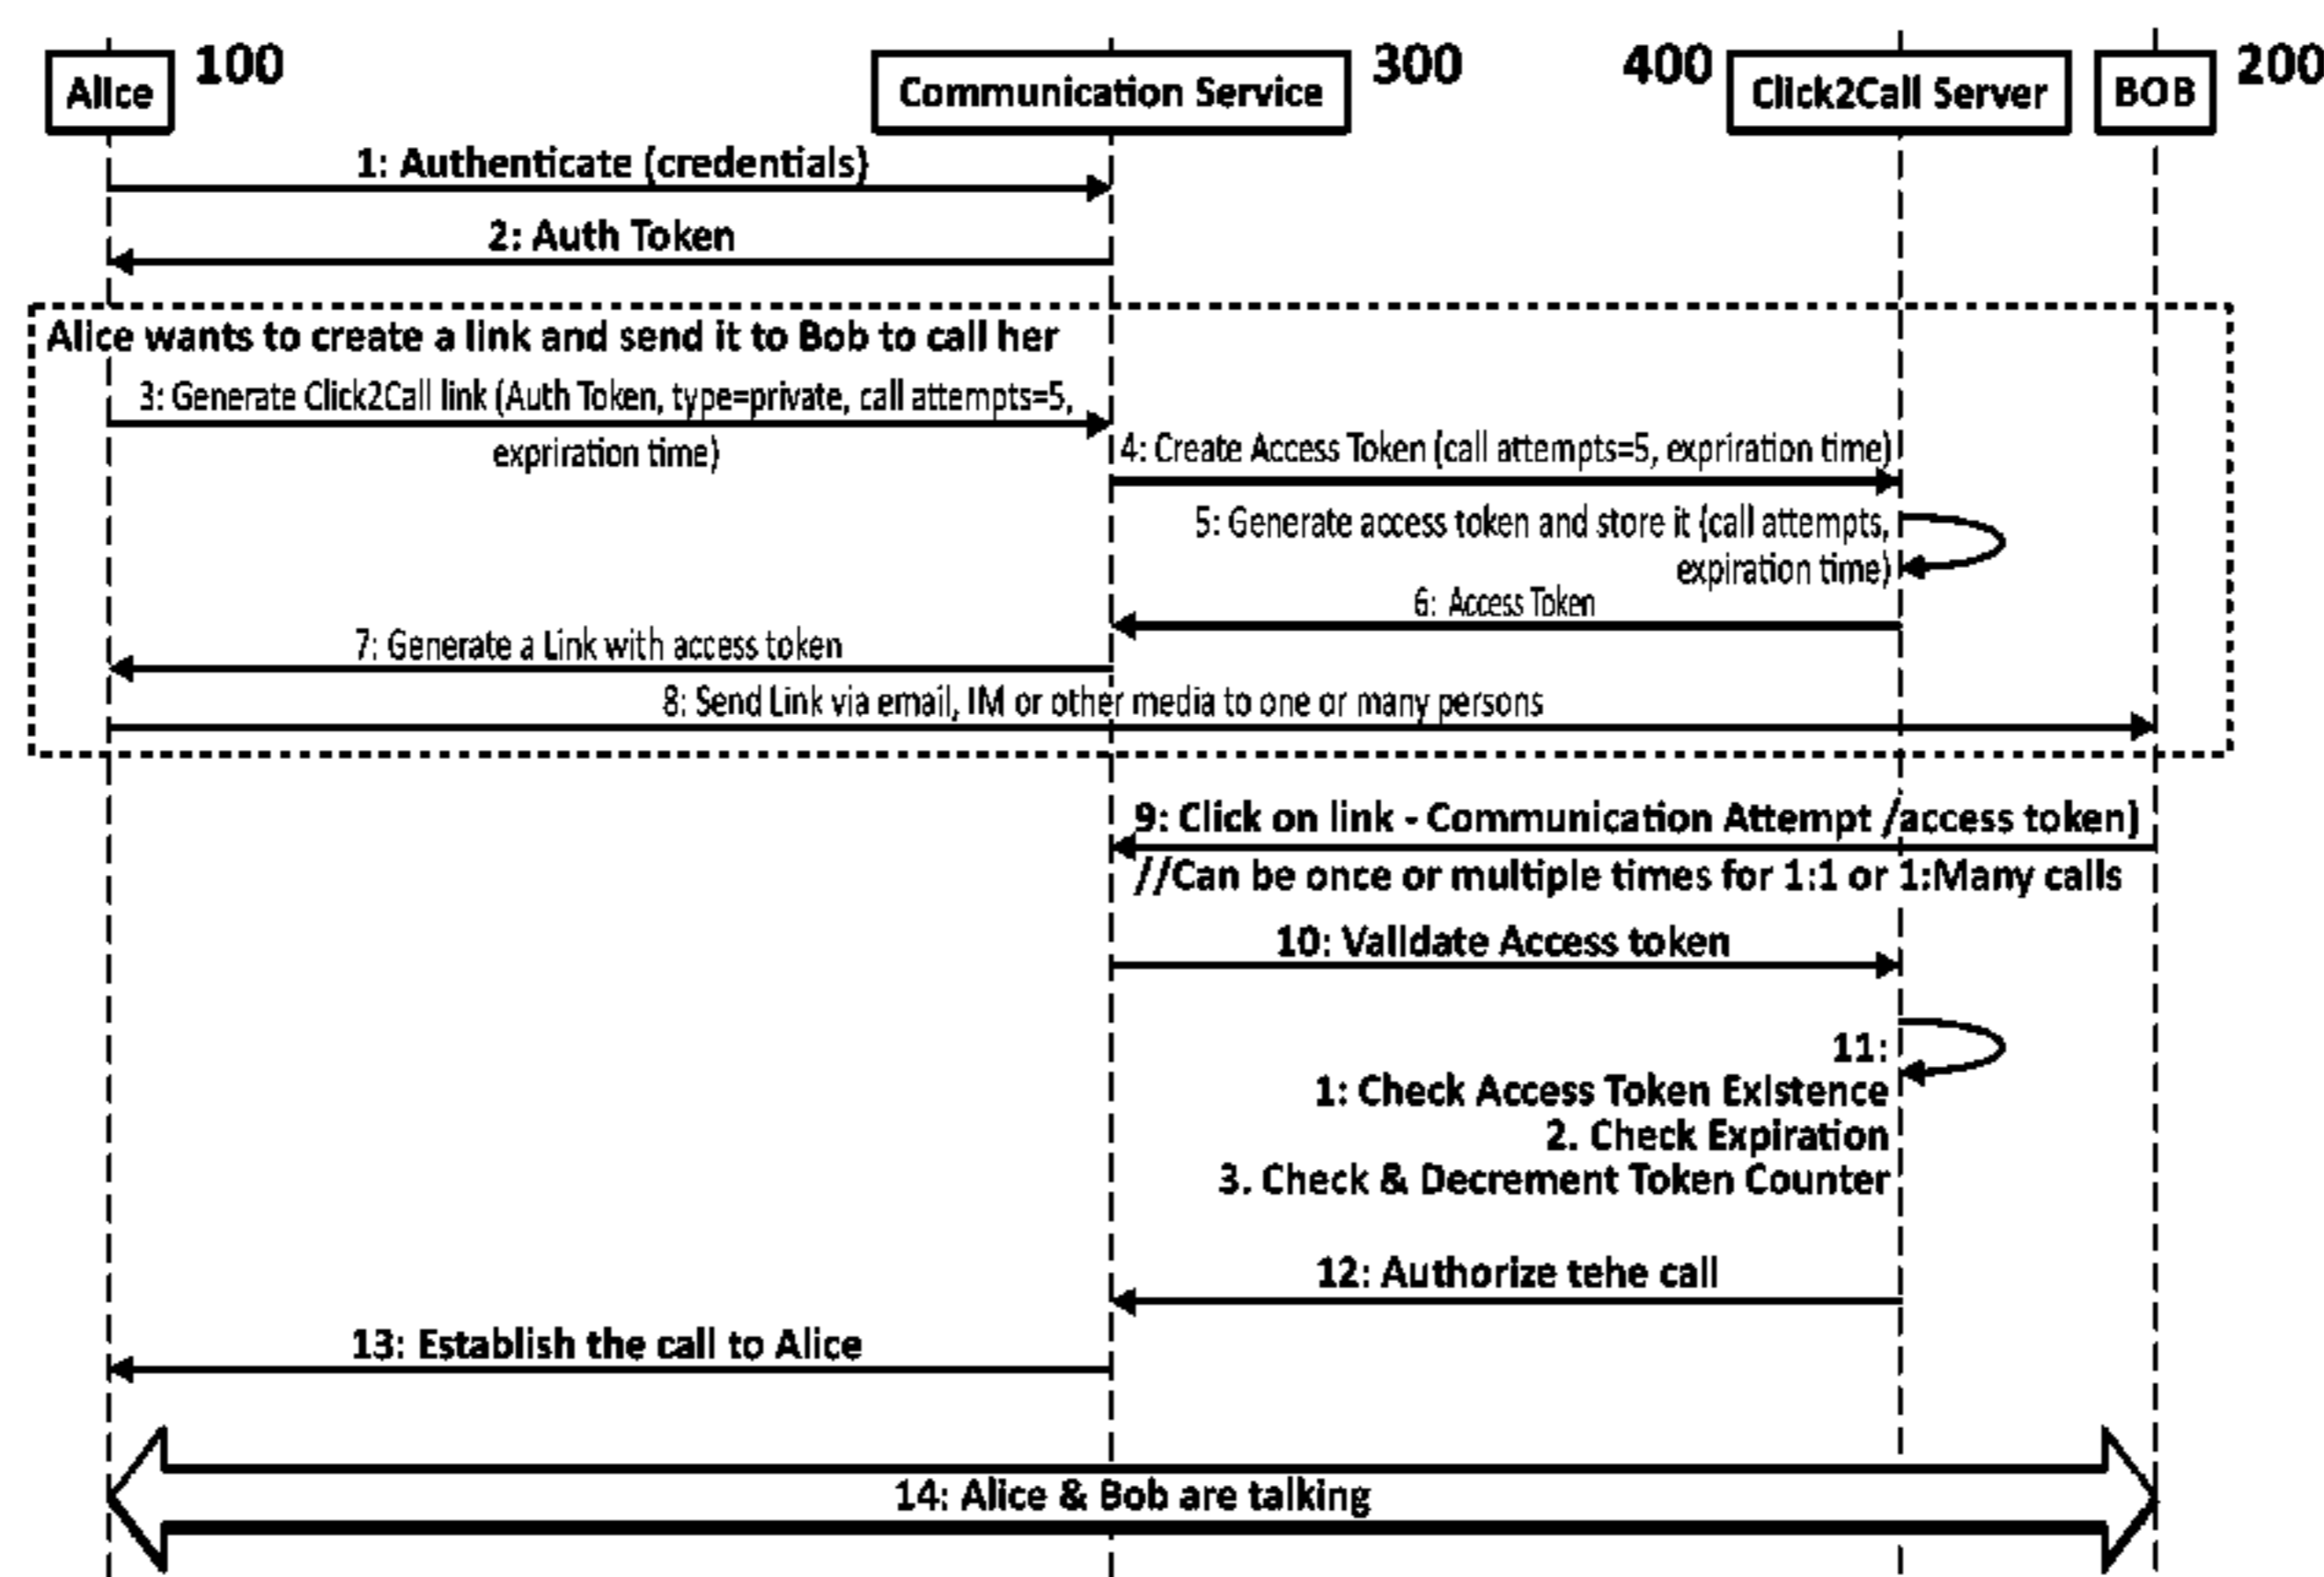 Alice 100
Communication Service 300
400 Click2Call Server
BOB 200
1: Authenticate (credentials)
2: Auth Token
Alice wants to create a link and send it to Bob to call her
3: Generate Click2Call link (Auth Token, type=private, call attempts=5,
expriration time)
4: Create Access Token (call attempts=5, expriration time)
5: Generate access token and store it (call attempts,
expiration time)
6: Access Token
7: Generate a Link with access token
8: Send Link via email, IM or other media to one or many persons
9: Click on link - Communication Attempt /access token)
//Can be once or multiple times for 1:1 or 1:Many calls
10: Validate Access token
11:
1: Check Access Token Existence
2. Check Expiration
3. Check & Decrement Token Counter
12: Authorize tehe call
13: Establish the call to Alice
14: Alice & Bob are talking